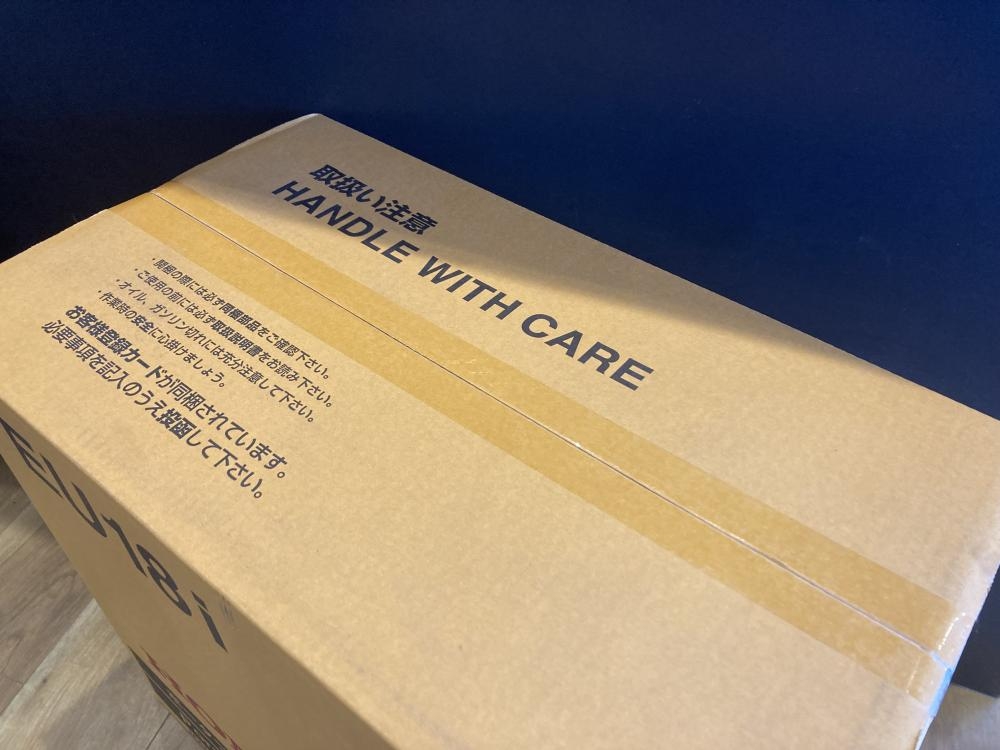 取扱い注意
HANDLE WITH CARE
・開梱の際には必ず同梱部品をご確認下さい。
・ご使用の前には必ず取扱説明書をお読み下さい。
・オイル、ガソリン切れには充分注意して下さい。
・作業時の安全に心掛けましょう。
お客様登録カードが同梱されています。
必要事項を記入のうえ投函して下さい。
EU18i